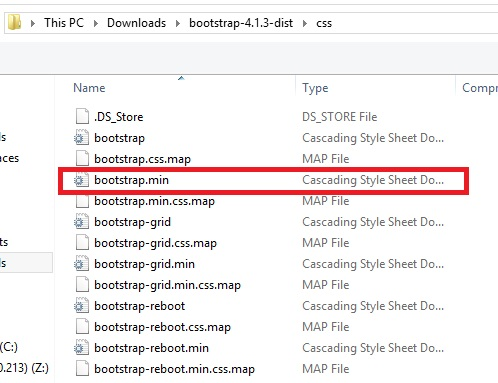 This PC Downloads bootstrap-4.1.3-dist css
Name Type Compr
.DS_Store DS_STORE File
bootstrap Cascading Style Sheet Do...
bootstrap.css.map MAP File
bootstrap.min Cascading Style Sheet Do...
bootstrap.min.css.map MAP File
bootstrap-grid Cascading Style Sheet Do...
bootstrap-grid.css.map MAP File
bootstrap-grid.min Cascading Style Sheet Do...
bootstrap-grid.min.css.map MAP File
bootstrap-reboot Cascading Style Sheet Do...
bootstrap-reboot.css.map MAP File
(C:) bootstrap-reboot.min Cascading Style Sheet Do...
0.213) (Z:) bootstrap-reboot.min.css.map MAP File